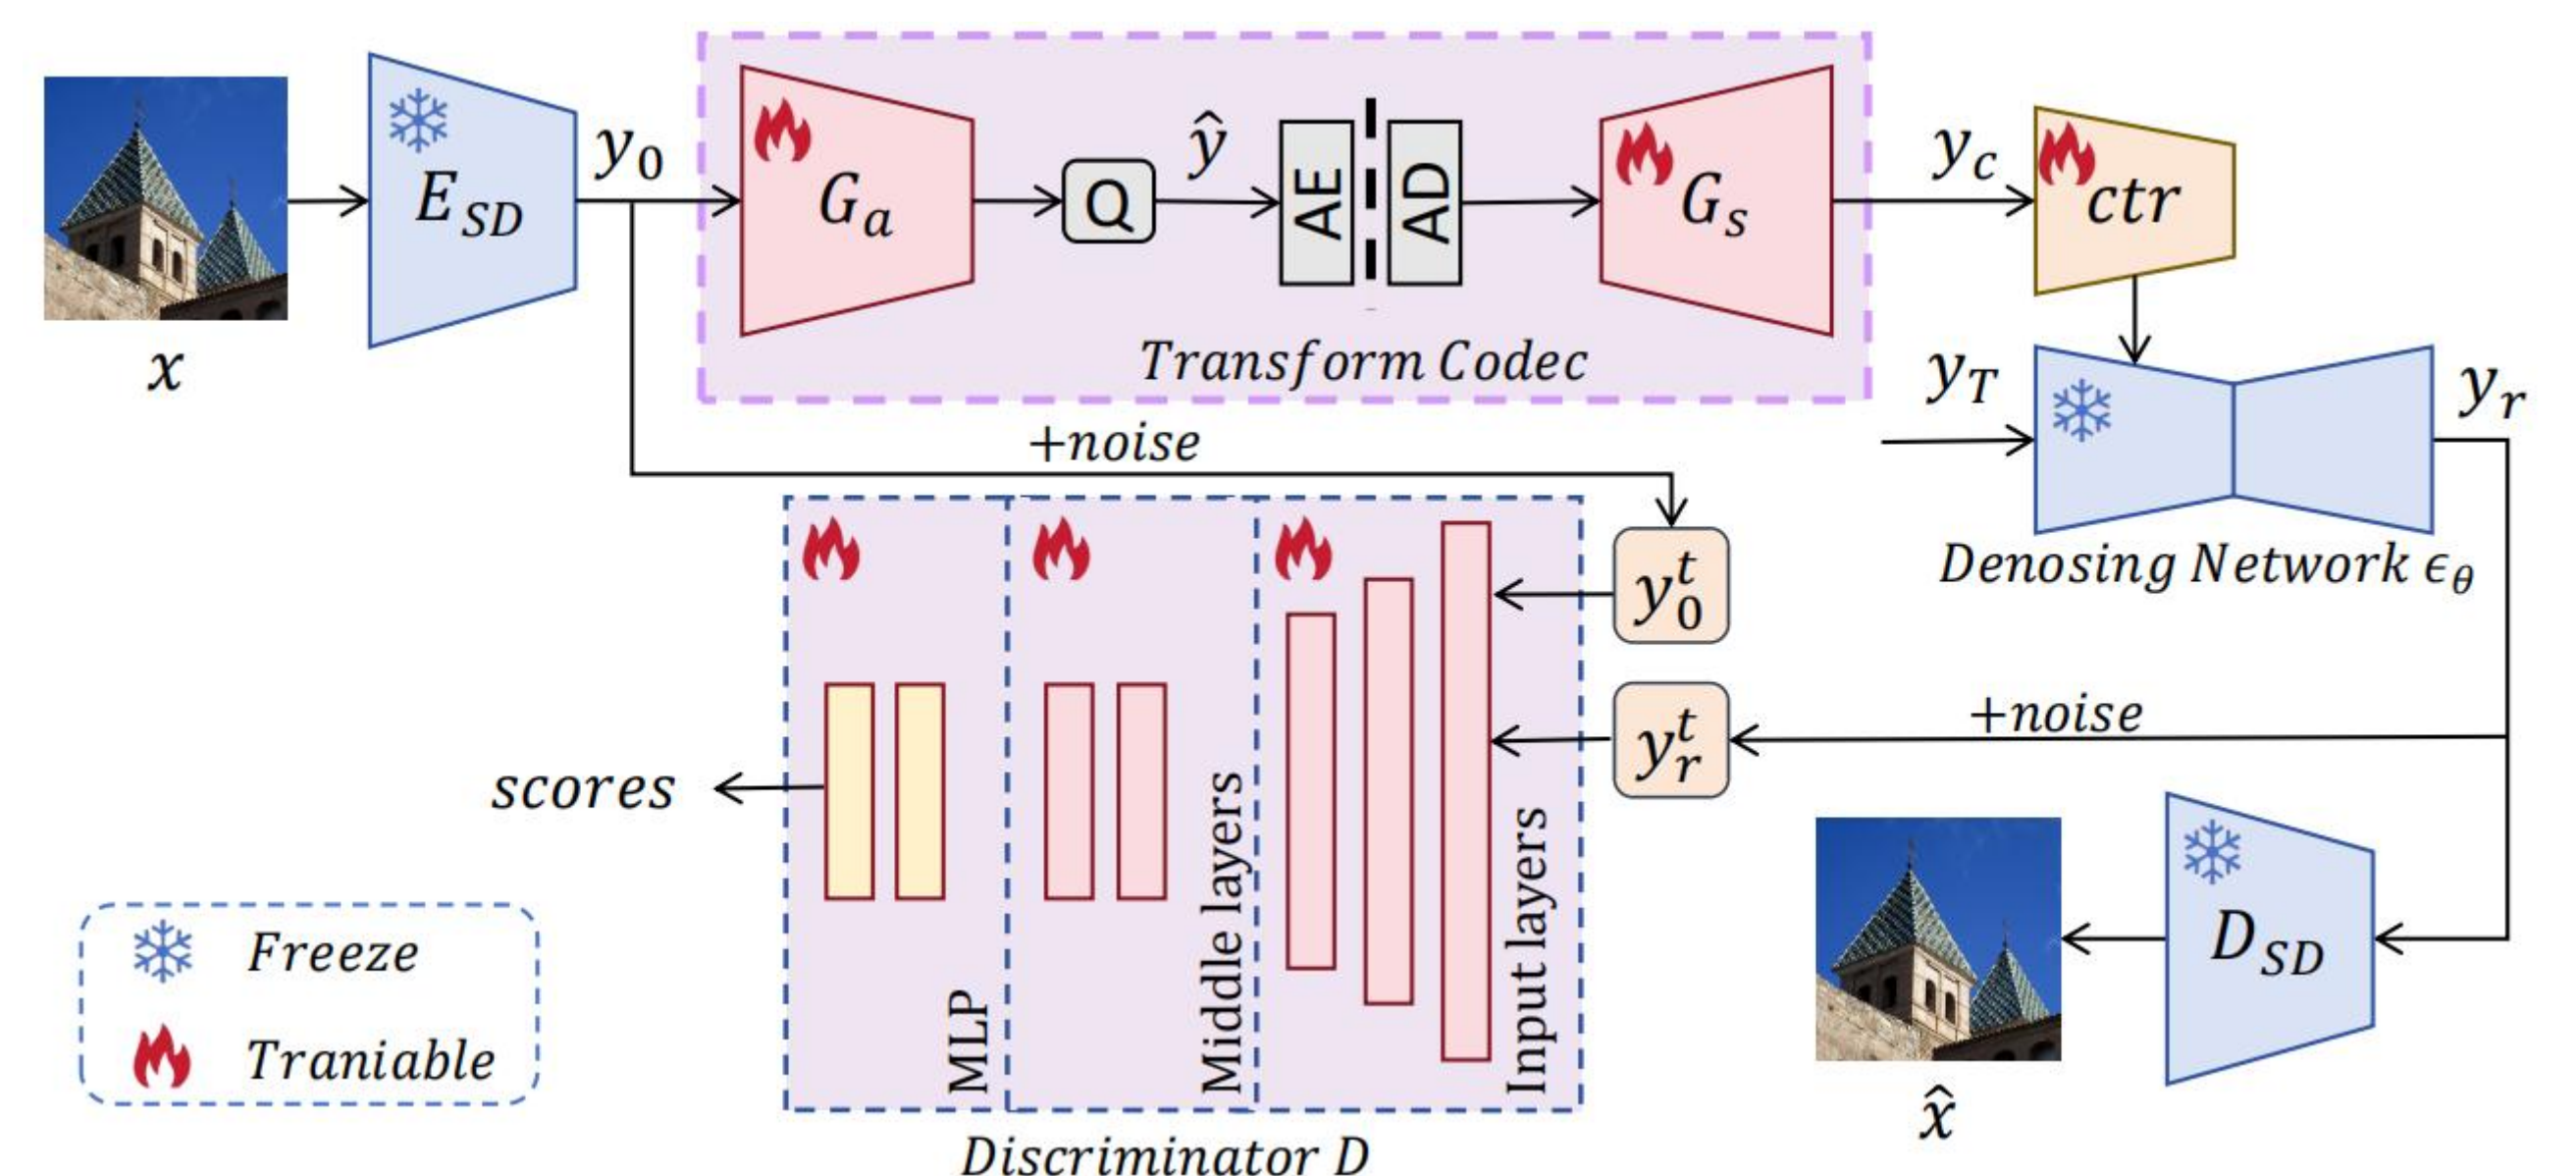 x
E_SD
y_0
G_a
Q
ŷ
AE
AD
G_s
Transform Codec
y_c
ctr
y_T
y_r
Denosing Network ϵ_θ
+noise
y_0^t
y_r^t
+noise
scores
MLP
Middle layers
Input layers
Discriminator D
D_SD
x̂
Freeze
Traniable